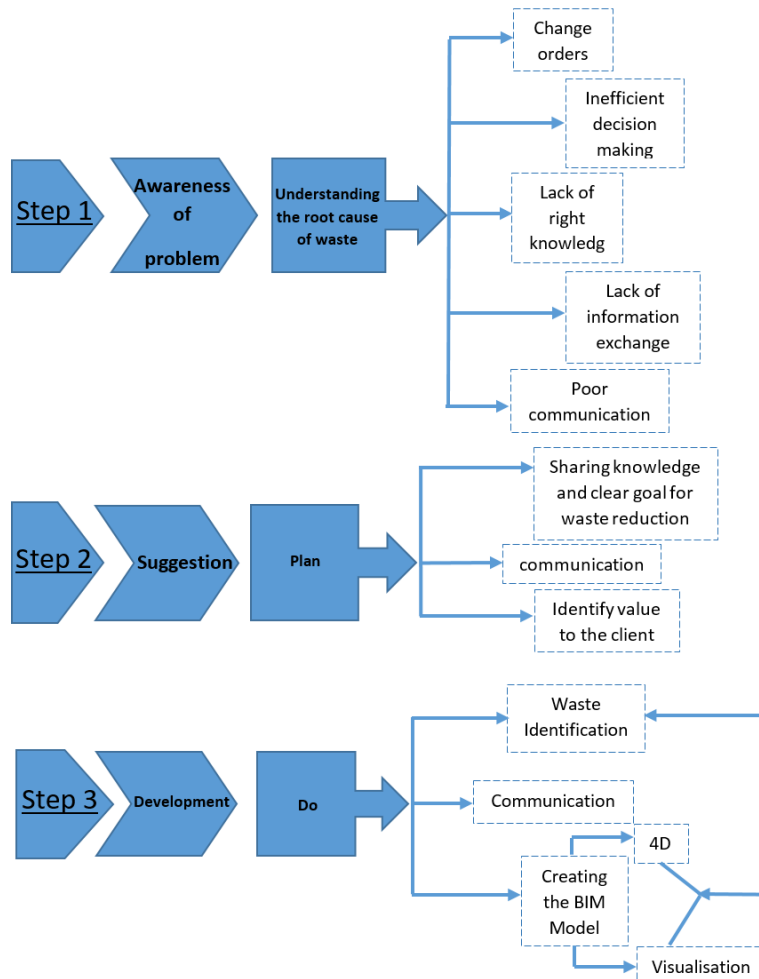 Step 1
Awareness
of
problem
Understanding
the root cause
of waste
Change
orders
Inefficient
decision
making
Lack of
right
knowledg
Lack of
information
exchange
Poor
communication
Step 2
Suggestion
Plan
Sharing knowledge
and clear goal for
waste reduction
communication
Identify value
to the client
Step 3
Development
Do
Waste
Identification
Communication
Creating
the BIM
Model
4D
Visualisation